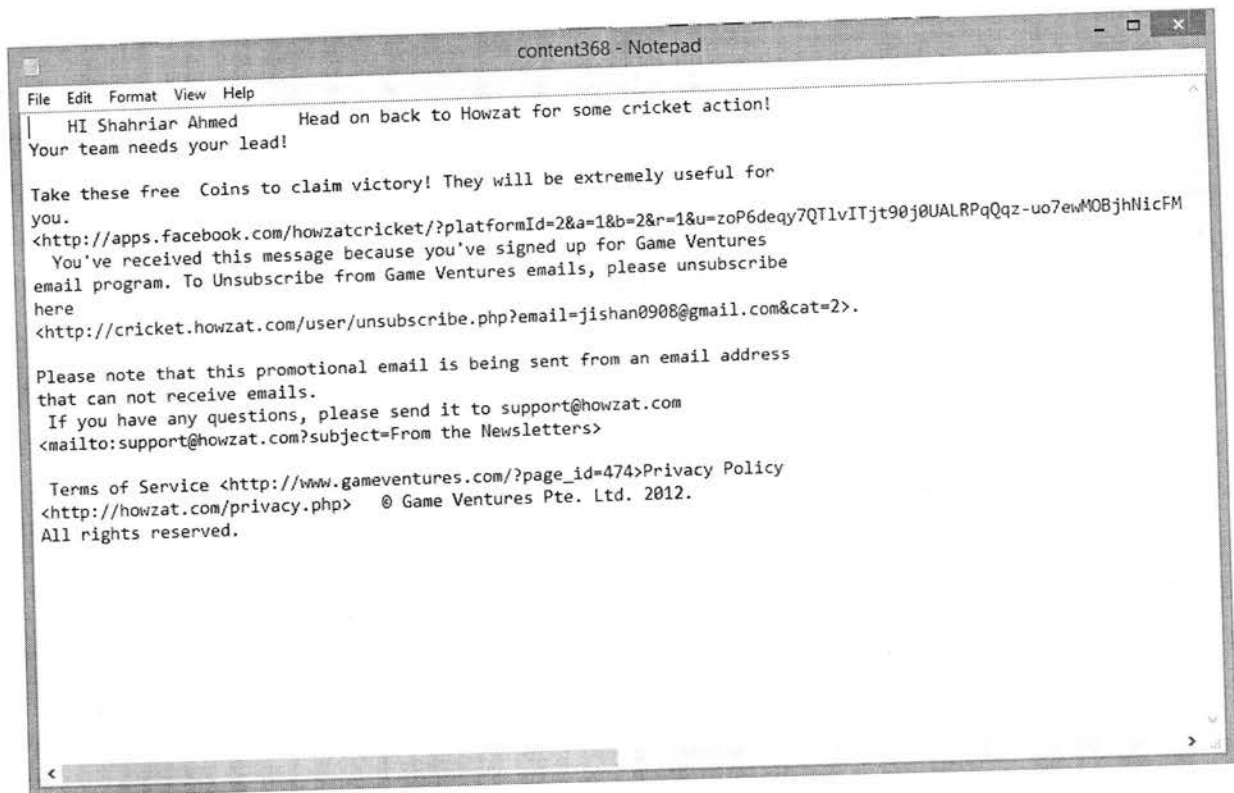 content368 - Notepad
File Edit Format View Help
HI Shahriar Ahmed Head on back to Howzat for some cricket action!
Your team needs your lead!
Take these free Coins to claim victory! They will be extremely useful for
you.
<http://apps.facebook.com/howzatcricket/?platformId=2&a=1&b=2&r=1&u=zoP6deqy7QTlvITjt90j0UALRPqQqz-uo7ewMOBjhNicFM
You've received this message because you've signed up for Game Ventures
email program. To Unsubscribe from Game Ventures emails, please unsubscribe
here
<http://cricket.howzat.com/user/unsubscribe.php?email=jishan0908@gmail.com&cat=2>.
Please note that this promotional email is being sent from an email address
that can not receive emails.
If you have any questions, please send it to support@howzat.com
<mailto:support@howzat.com?subject=From the Newsletters>
Terms of Service <http://www.gameventures.com/?page_id=474>Privacy Policy
<http://howzat.com/privacy.php> © Game Ventures Pte. Ltd. 2012.
All rights reserved.